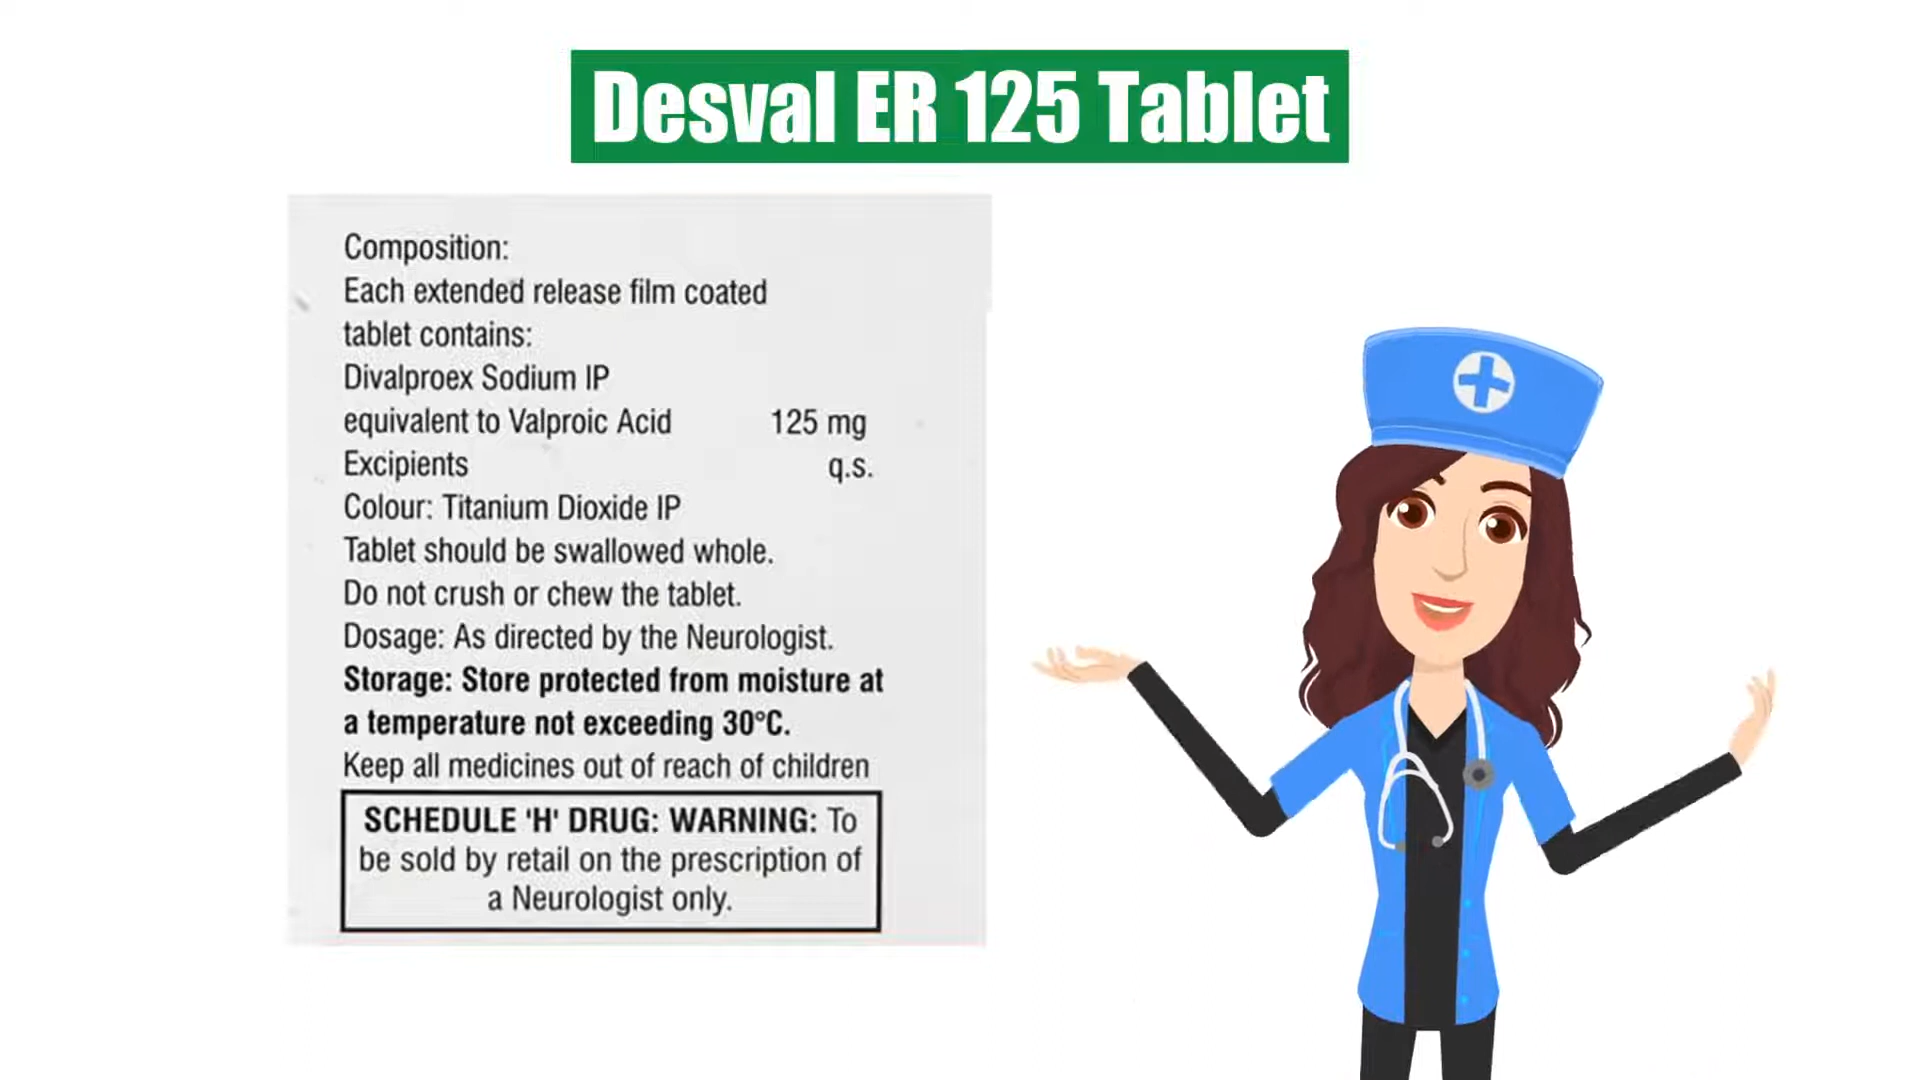 Desval ER 125 Tablet
Composition:
Each extended release film coated
tablet contains:
Divalproex Sodium IP
equivalent to Valproic Acid 125 mg
Excipients q.s.
Colour: Titanium Dioxide IP
Tablet should be swallowed whole.
Do not crush or chew the tablet.
Dosage: As directed by the Neurologist.
Storage: Store protected from moisture at
a temperature not exceeding 30°C.
Keep all medicines out of reach of children
SCHEDULE 'H' DRUG: WARNING: To
be sold by retail on the prescription of
a Neurologist only.